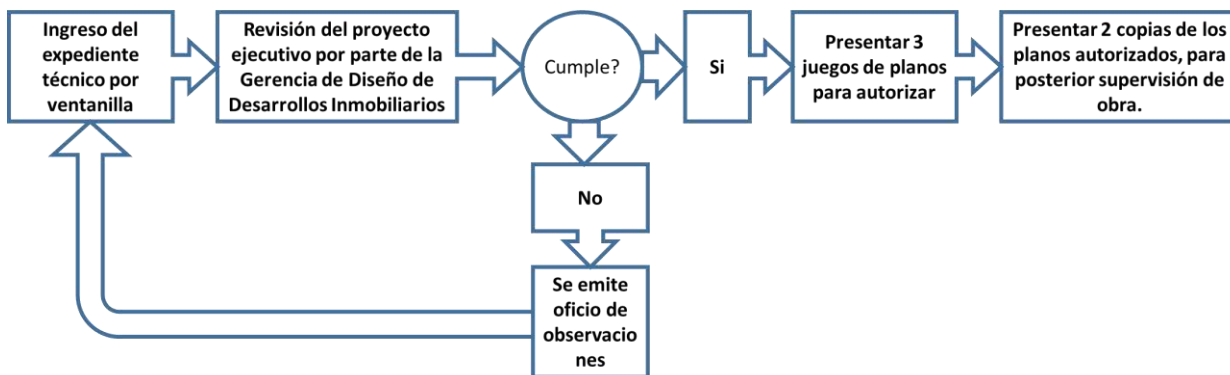 Ingreso del
expediente
técnico por
ventanilla
Revisión del proyecto
ejecutivo por parte de la
Gerencia de Diseño de
Desarrollos Inmobiliarios
Cumple?
Si
Presentar 3
juegos de planos
para autorizar
Presentar 2 copias de los
planos autorizados, para
posterior supervisión de
obra.
No
Se emite
oficio de
observacio
nes